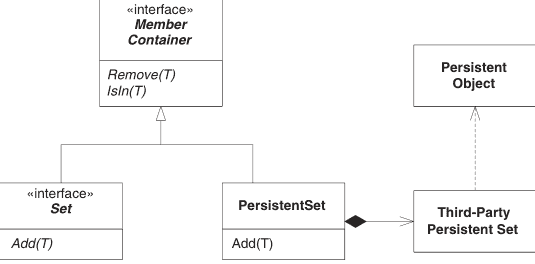 «interface»
Member
Container
Remove(T)
IsIn(T)
Persistent
Object
«interface»
Set
Add(T)
PersistentSet
Add(T)
Third-Party
Persistent Set